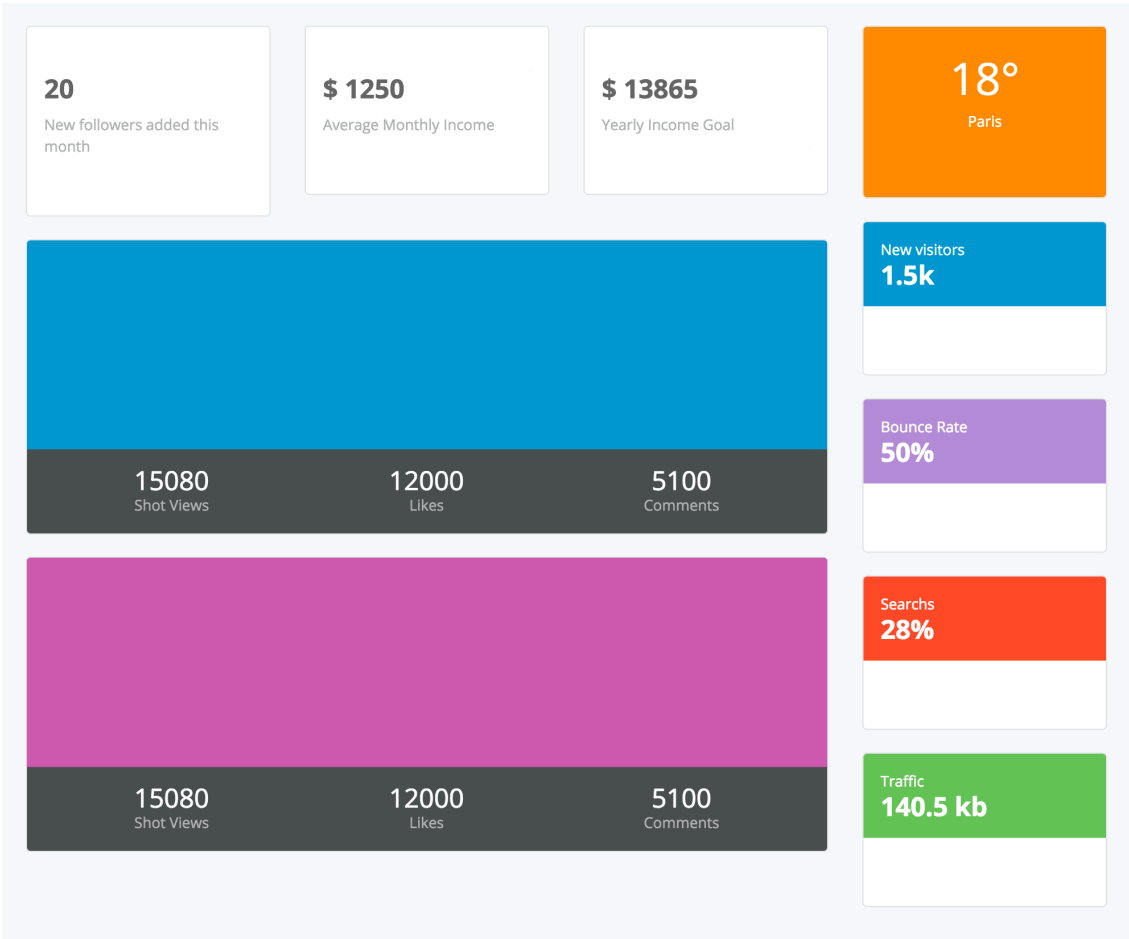 20
New followers added this
month
$ 1250
Average Monthly Income
$ 13865
Yearly Income Goal
18°
Paris
15080
Shot Views
12000
Likes
5100
Comments
15080
Shot Views
12000
Likes
5100
Comments
New visitors
1.5k
Bounce Rate
50%
Searchs
28%
Traffic
140.5 kb